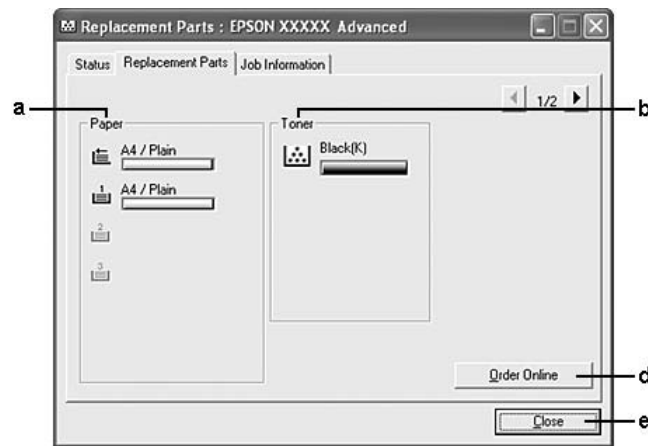 Replacement Parts : EPSON XXXXX Advanced
Status Replacement Parts Job Information
1/2
a
b
Paper
Toner
A4 / Plain
Black(K)
1
A4 / Plain
2
3
Order Online
d
Close
e